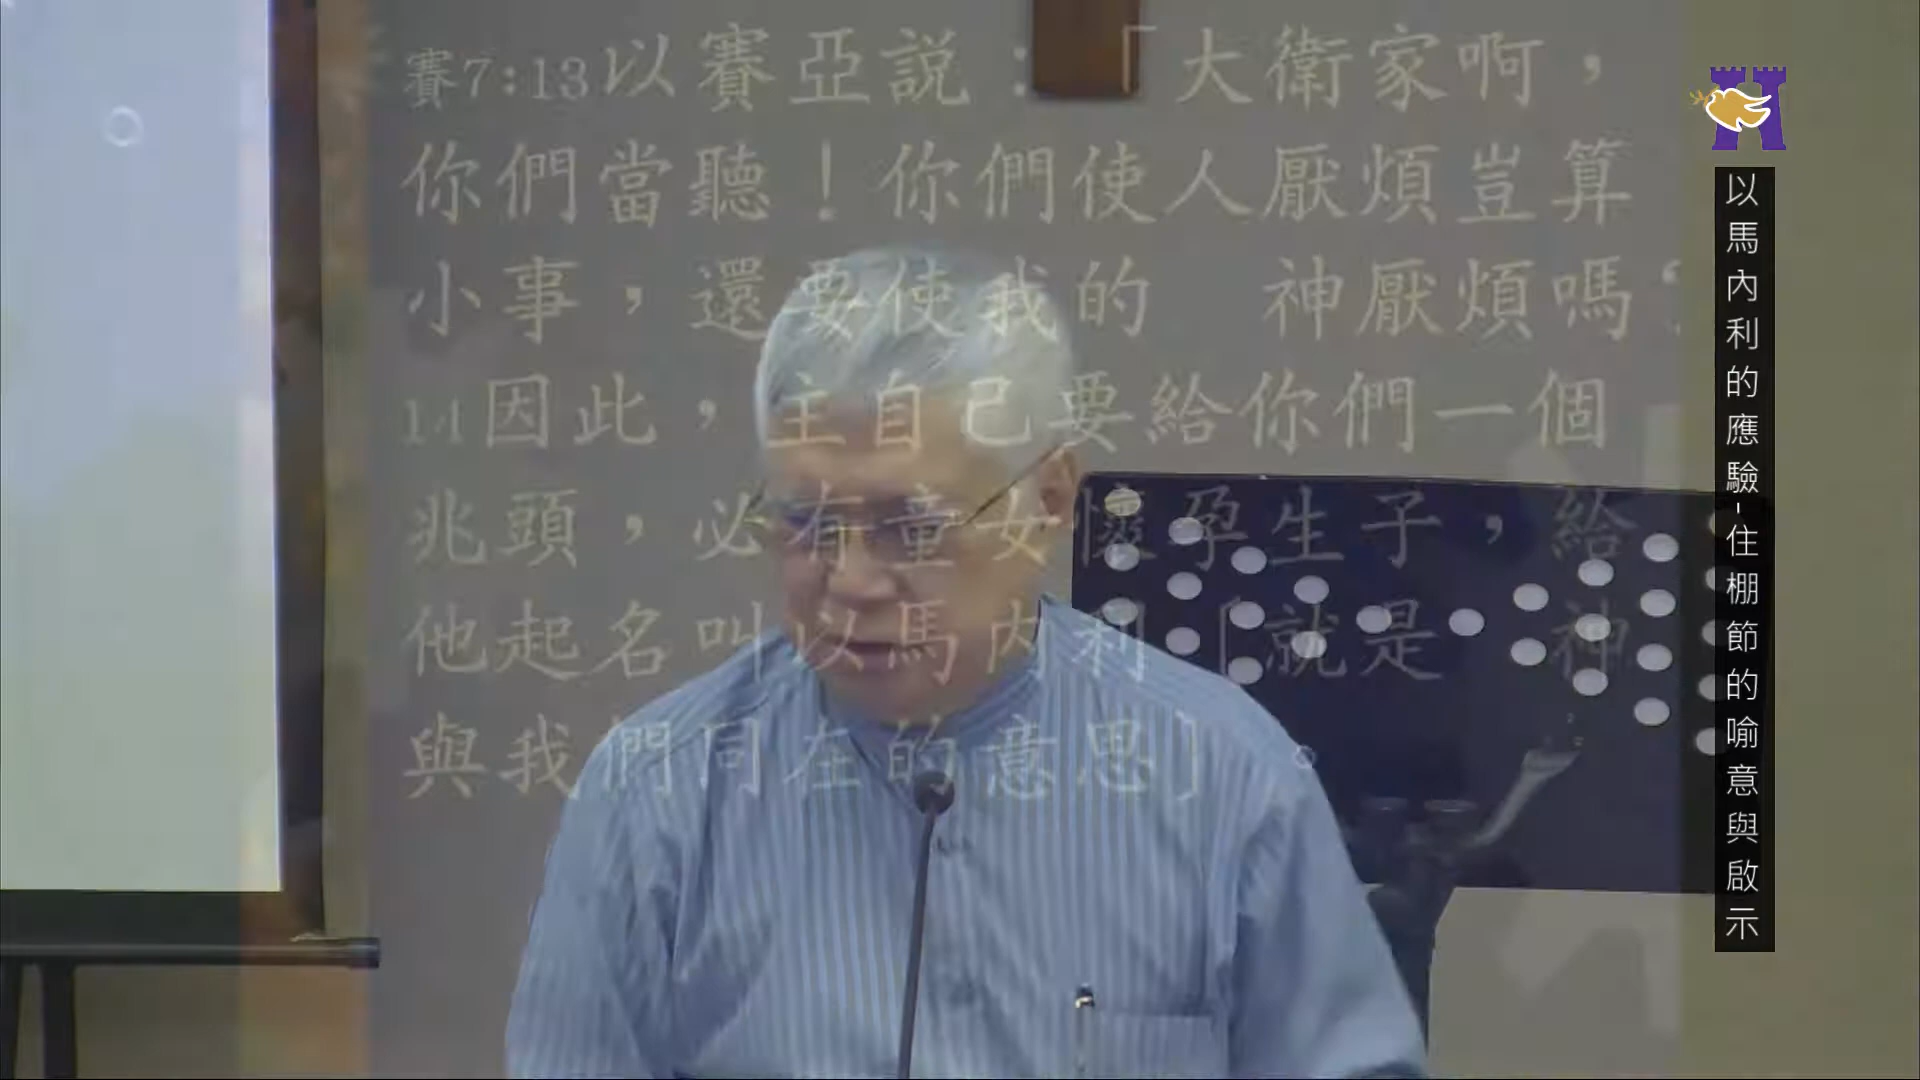 賽7:13以賽亞説:「大衛家啊,
你們當聽!你們使人厭煩豈算
小事,還要使我的 神厭煩嗎?
14因此,主自己要給你們一個
兆頭,必有童女懷孕生子,給
他起名叫以馬內利〔就是 神
與我們同在的意思〕。
以馬內利的應驗-住棚節的喻意與啟示